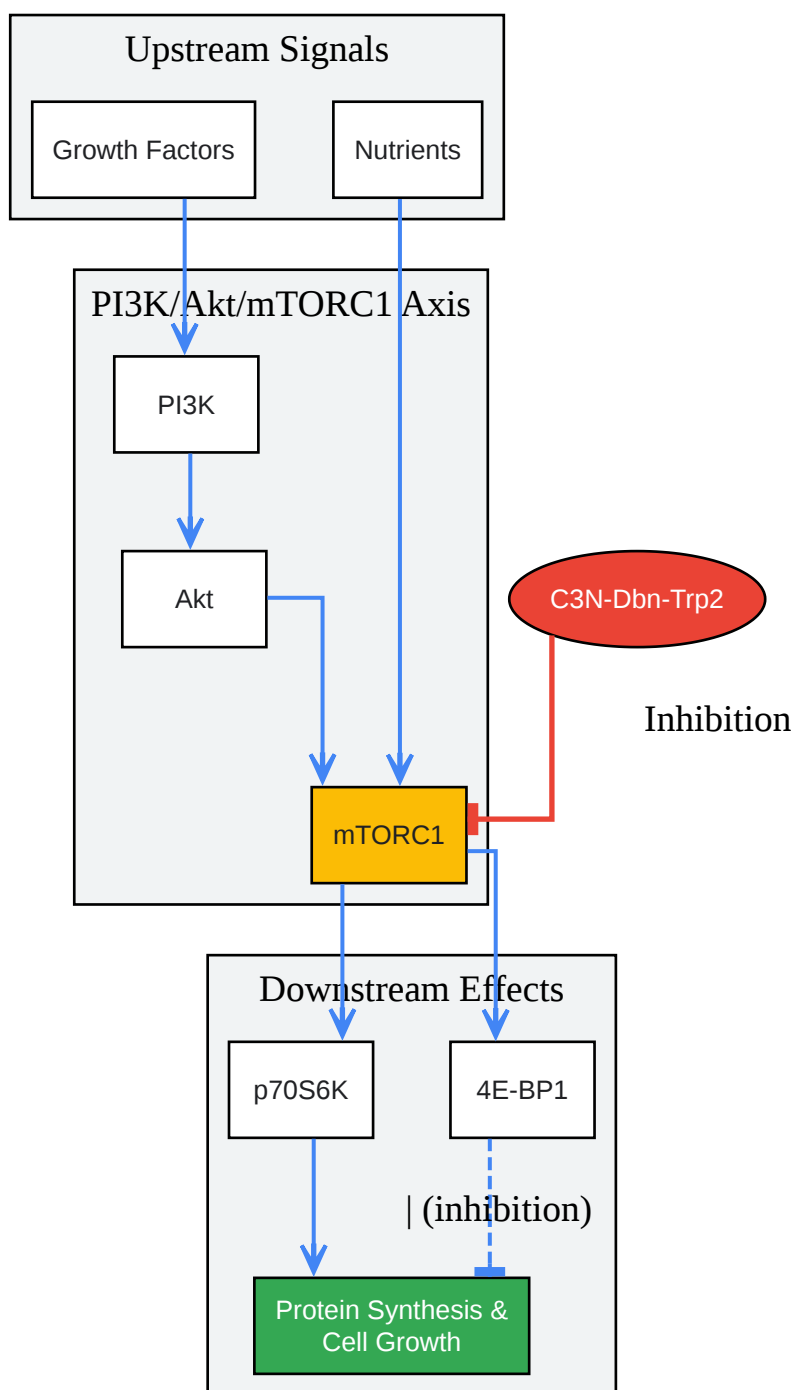 Upstream Signals
Growth Factors
Nutrients
PI3K/Akt/mTORC1 Axis
PI3K
Akt
C3N-Dbn-Trp2
Inhibition
mTORC1
Downstream Effects
p70S6K
4E-BP1
| (inhibition)
Protein Synthesis &
Cell Growth